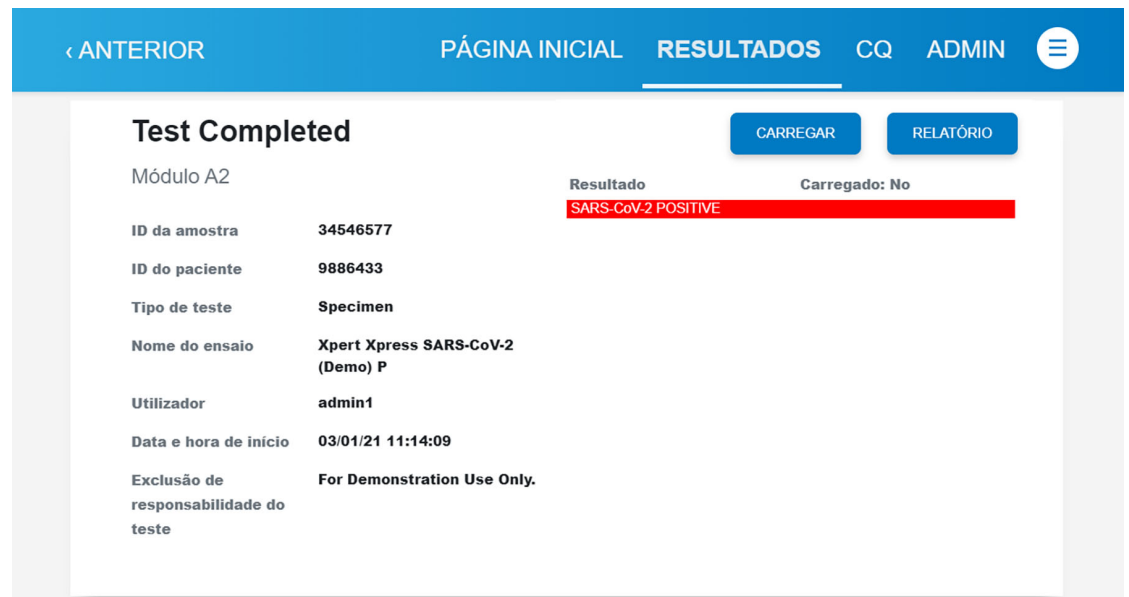 ‹ ANTERIOR PÁGINA INICIAL RESULTADOS CQ ADMIN
Test Completed CARREGAR RELATÓRIO
Módulo A2
Resultado Carregado: No
SARS-CoV-2 POSITIVE
ID da amostra 34546577
ID do paciente 9886433
Tipo de teste Specimen
Nome do ensaio Xpert Xpress SARS-CoV-2
(Demo) P
Utilizador admin1
Data e hora de início 03/01/21 11:14:09
Exclusão de For Demonstration Use Only.
responsabilidade do
teste